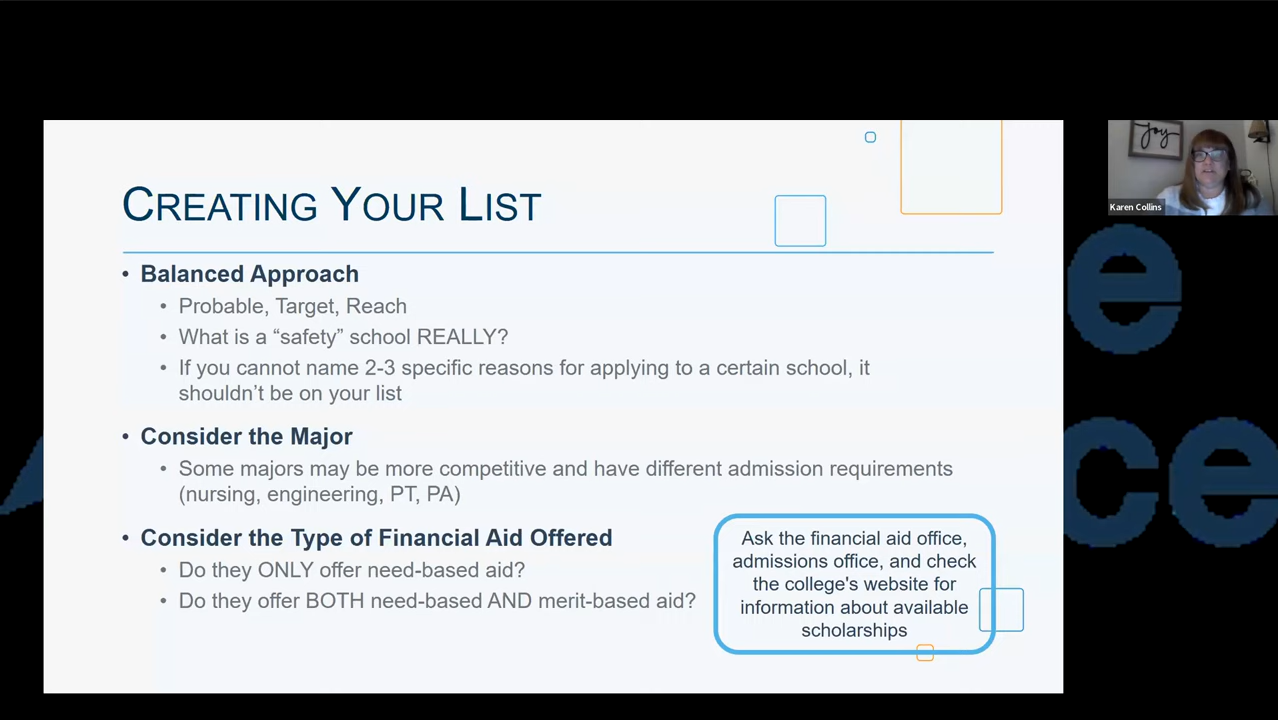 CREATING YOUR LIST
• Balanced Approach
• Probable, Target, Reach
• What is a “safety” school REALLY?
• If you cannot name 2-3 specific reasons for applying to a certain school, it
shouldn’t be on your list
• Consider the Major
• Some majors may be more competitive and have different admission requirements
(nursing, engineering, PT, PA)
• Consider the Type of Financial Aid Offered
• Do they ONLY offer need-based aid?
• Do they offer BOTH need-based AND merit-based aid?
Ask the financial aid office,
admissions office, and check
the college's website for
information about available
scholarships
Joy
Karen Collins
e
ce